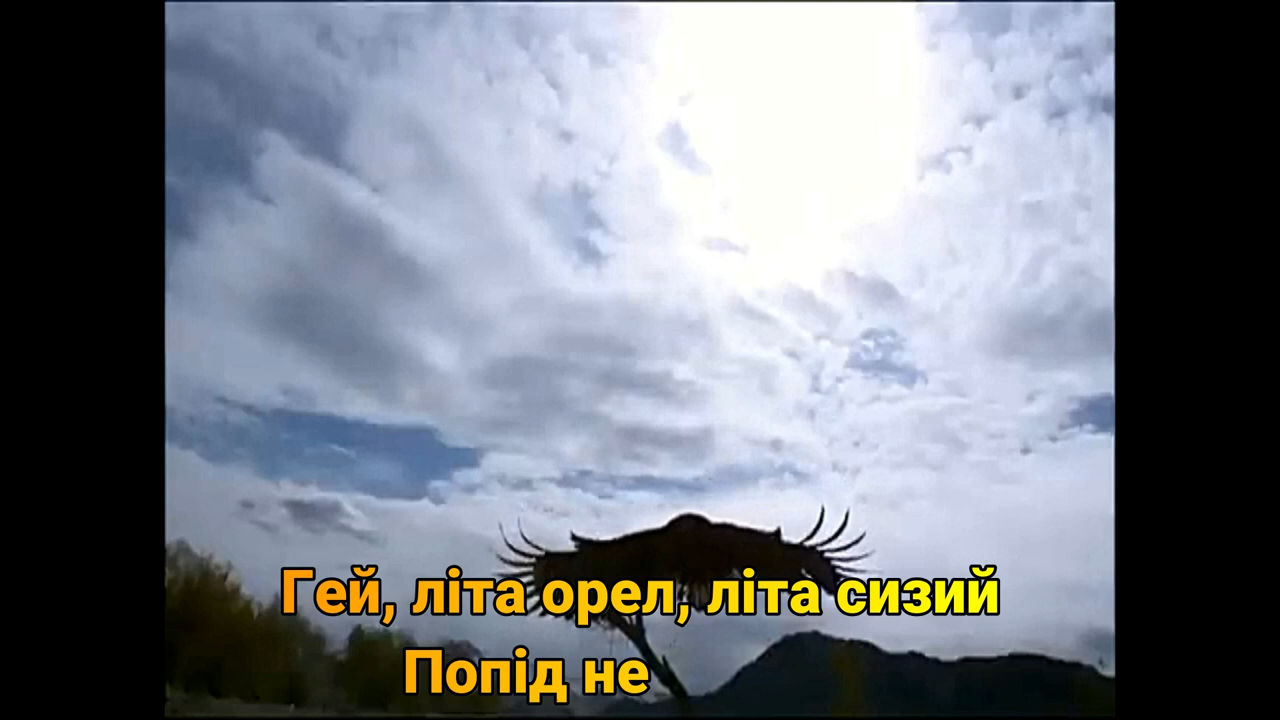 Гей, літа орел, літа сизий
Попід не